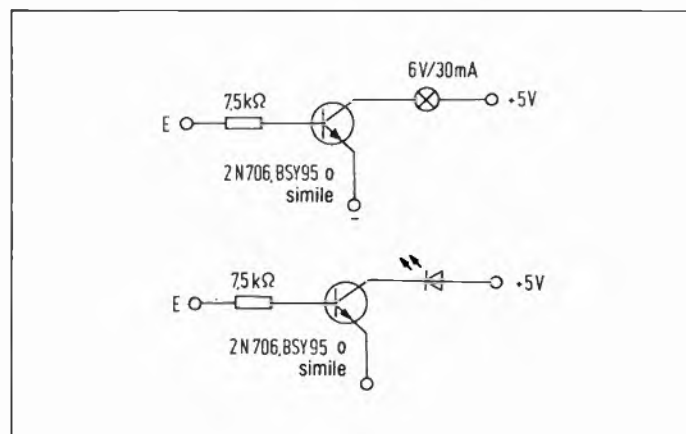 6V/30mA
7,5kΩ
E
+5V
2N706,BSY95 o
simile
–
7,5kΩ
E
+5V
2N706,BSY95 o
simile